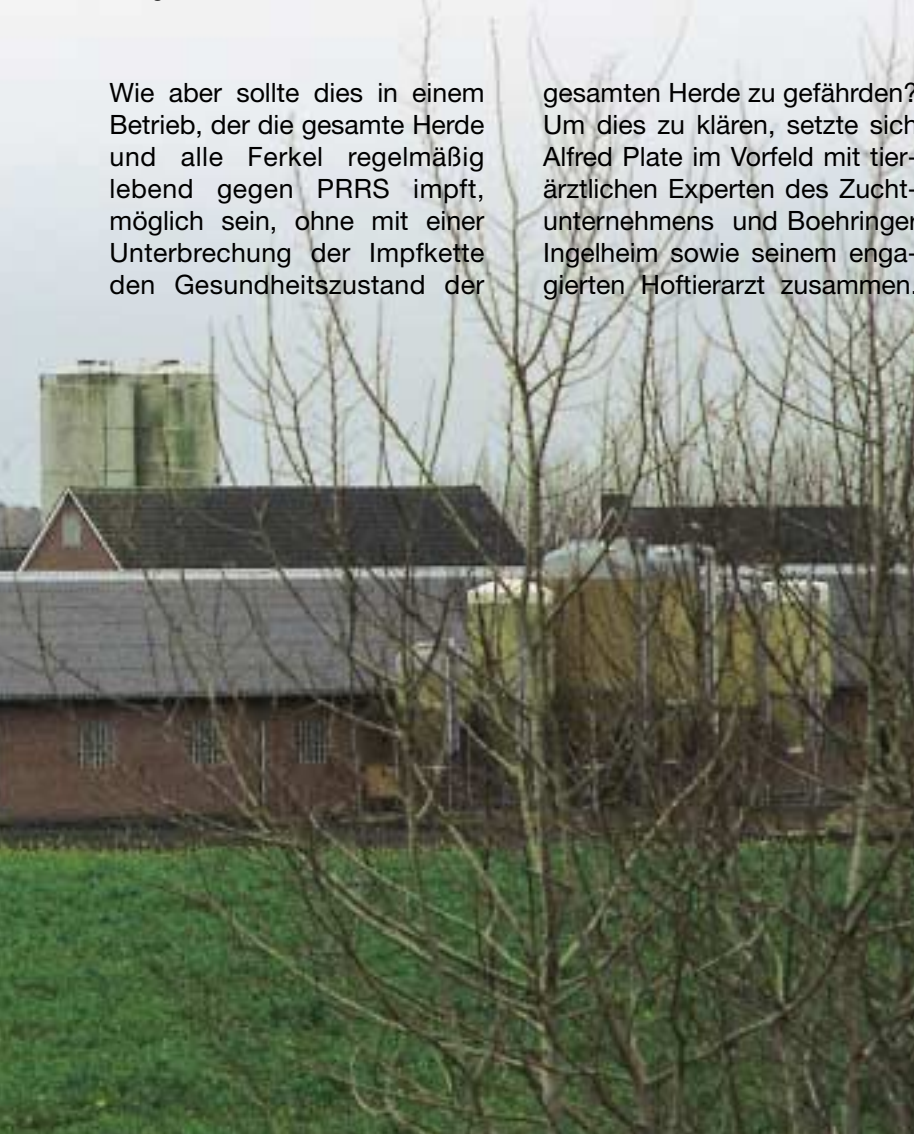 Wie aber sollte dies in einem
Betrieb, der die gesamte Herde
und alle Ferkel regelmäßig
lebend gegen PRRS impft,
möglich sein, ohne mit einer
Unterbrechung der Impfkette
den Gesundheitszustand der
gesamten Herde zu gefährden?
Um dies zu klären, setzte sich
Alfred Plate im Vorfeld mit tier-
ärztlichen Experten des Zucht-
unternehmens und Boehringer
Ingelheim sowie seinem enga-
gierten Hoftierarzt zusammen.